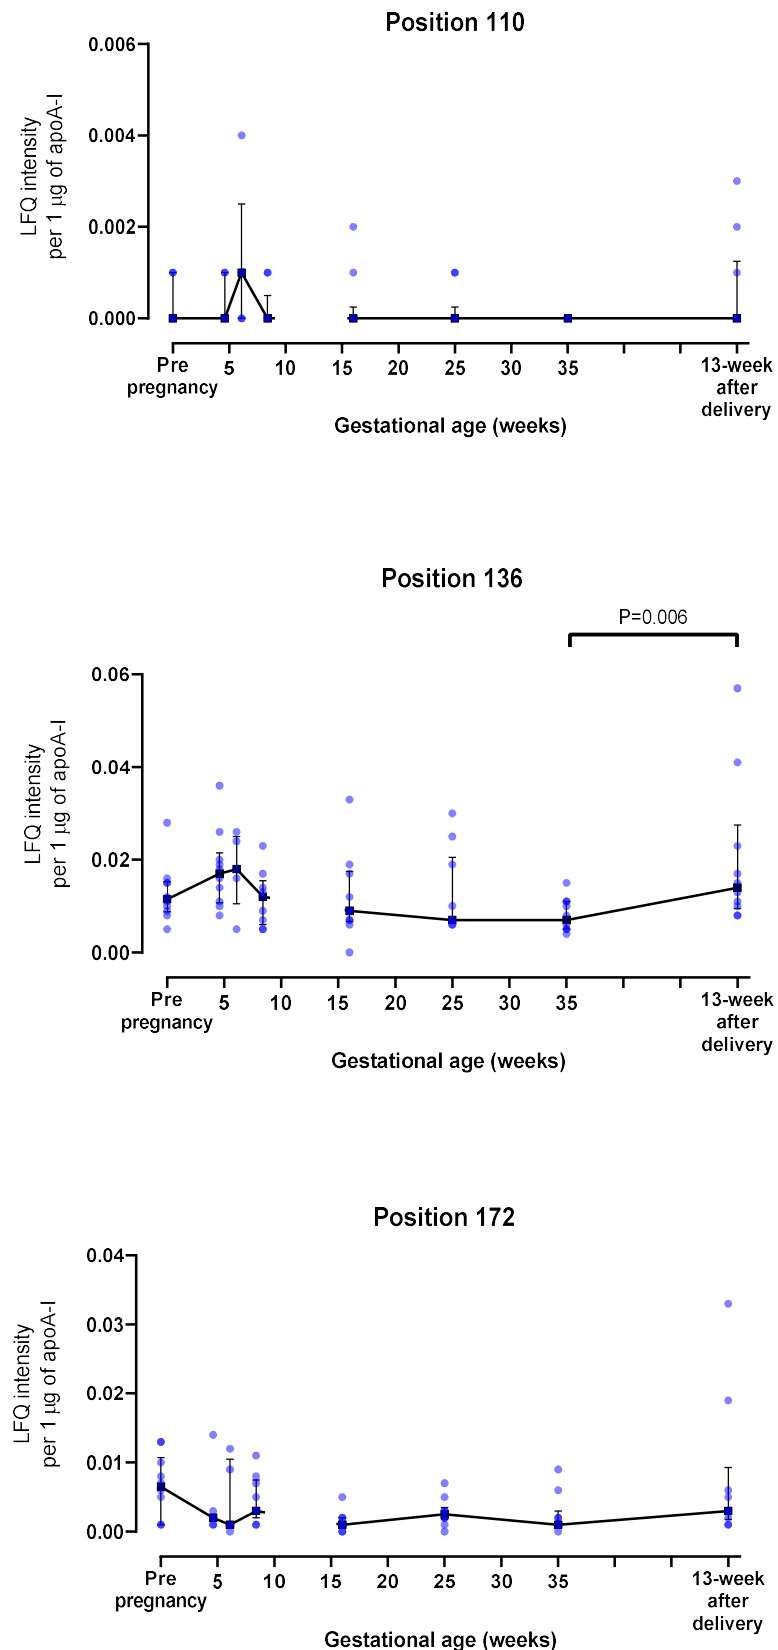 Position 110
LFQ intensity
per 1 μg of apoA-I
0.006
0.004
0.002
0.000
Pre
pregnancy
5 10 15 20 25 30 35
13-week
after
delivery
Gestational age (weeks)
Position 136
P=0.006
LFQ intensity
per 1 μg of apoA-I
0.06
0.04
0.02
0.00
Pre
pregnancy
5 10 15 20 25 30 35
13-week
after
delivery
Gestational age (weeks)
Position 172
LFQ intensity
per 1 μg of apoA-I
0.04
0.03
0.02
0.01
0.00
Pre
pregnancy
5 10 15 20 25 30 35
13-week
after
delivery
Gestational age (weeks)